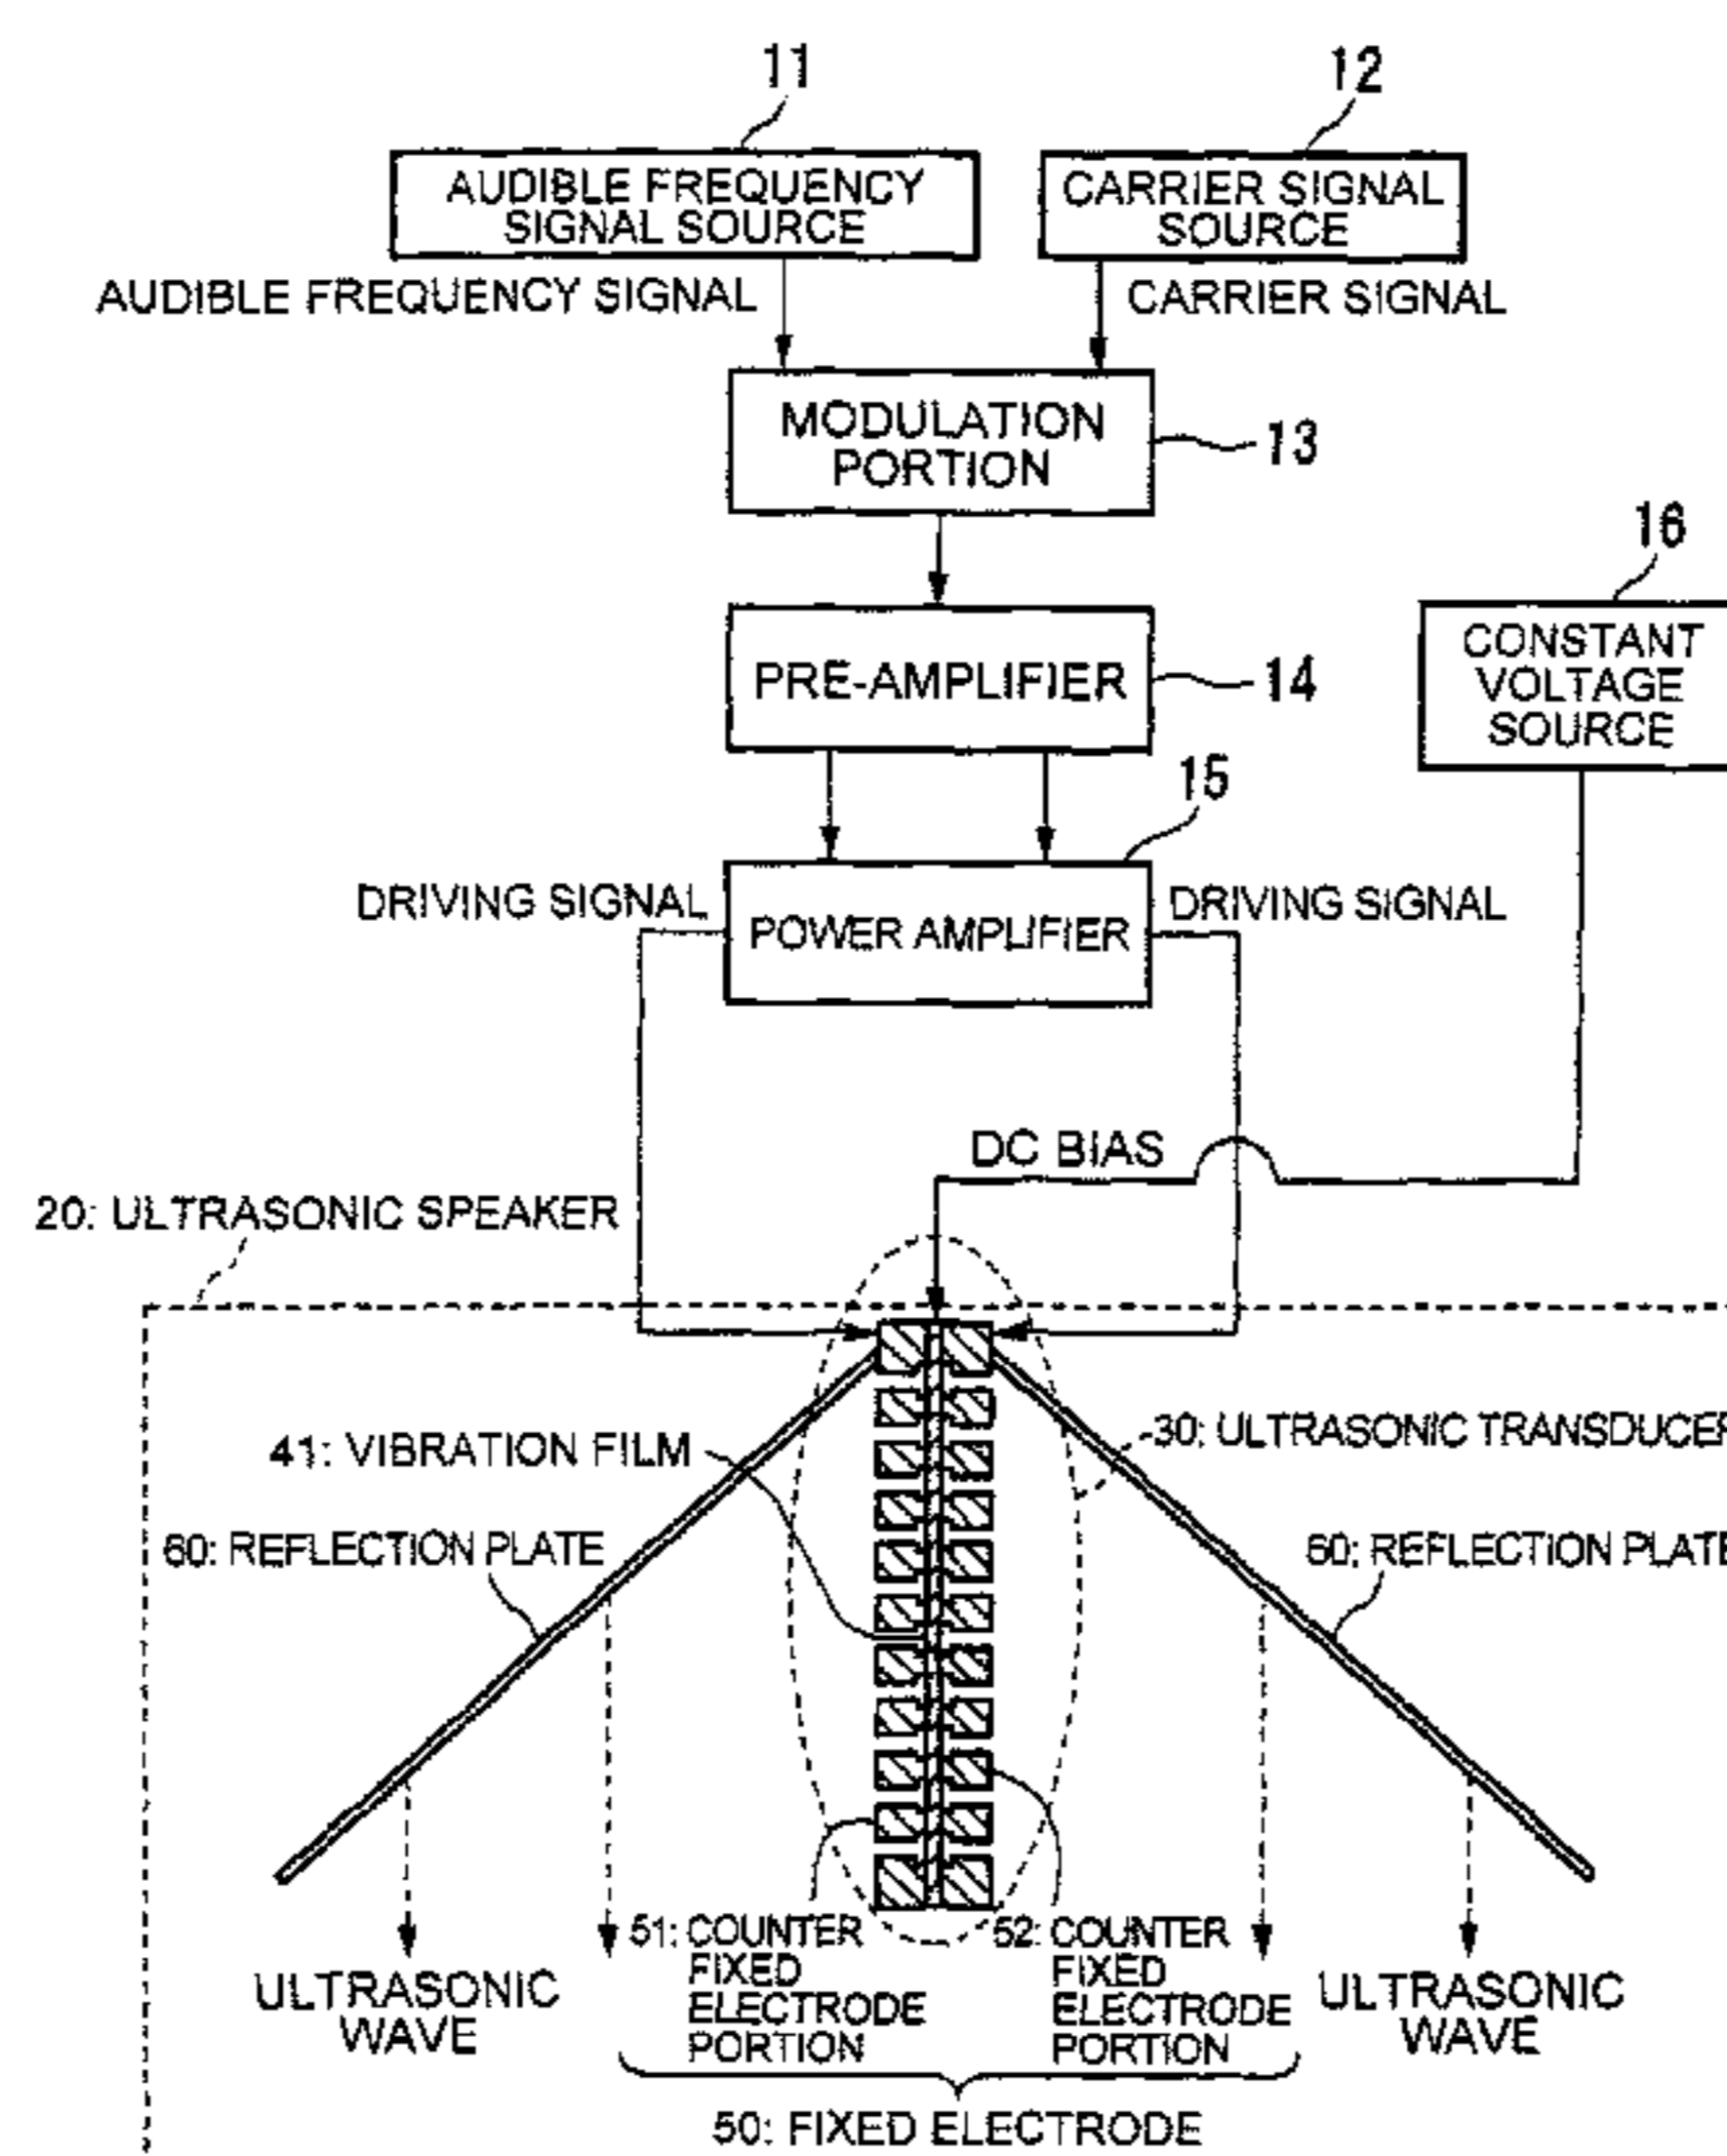 11
12
AUDIBLE FREQUENCY
SIGNAL SOURCE
CARRIER SIGNAL
SOURCE
AUDIBLE FREQUENCY SIGNAL
CARRIER SIGNAL
MODULATION
PORTION
13
16
CONSTANT
VOLTAGE
SOURCE
PRE-AMPLIFIER
14
15
DRIVING SIGNAL
POWER AMPLIFIER
DRIVING SIGNAL
DC BIAS
20: ULTRASONIC SPEAKER
41: VIBRATION FILM
30: ULTRASONIC TRANSDUCER
60: REFLECTION PLATE
60: REFLECTION PLATE
51: COUNTER
FIXED
ELECTRODE
PORTION
52: COUNTER
FIXED
ELECTRODE
PORTION
ULTRASONIC
WAVE
ULTRASONIC
WAVE
50: FIXED ELECTRODE